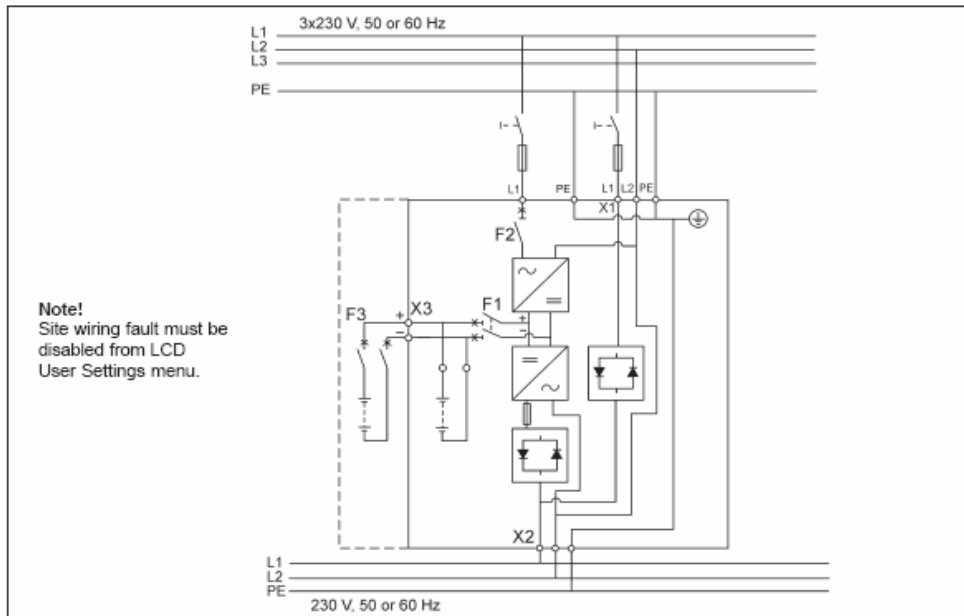 3x230 V, 50 or 60 Hz
L1
L2
L3
PE
L1
PE
L1
L2
PE
X1
F2
Note!
Site wiring fault must be
disabled from LCD
User Settings menu.
F3
+
X3
-
F1
+
-
X2
L1
L2
PE
230 V, 50 or 60 Hz